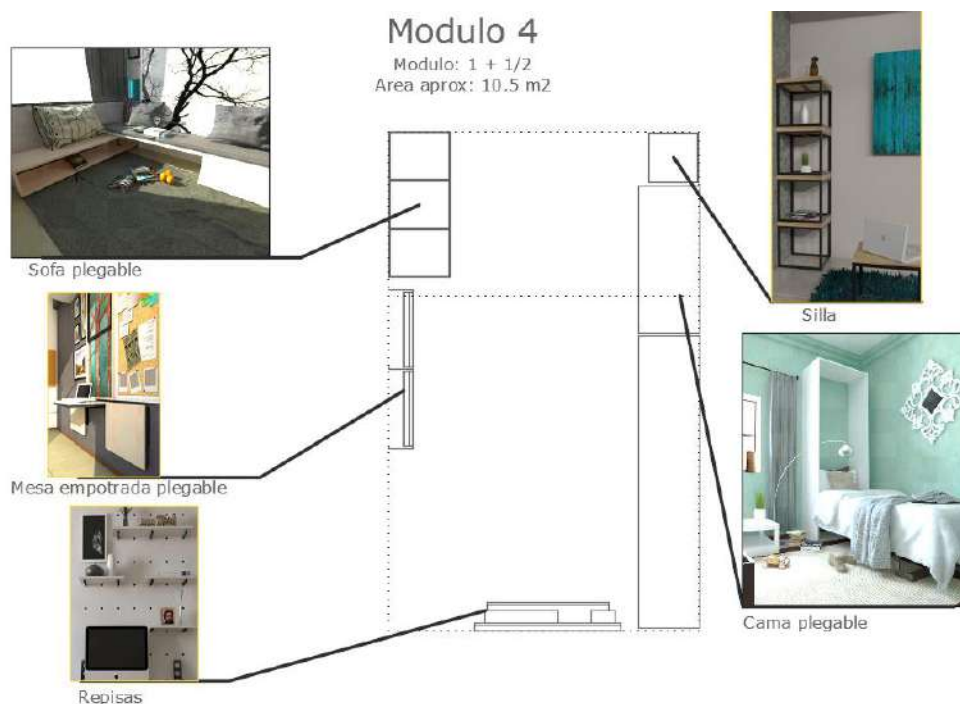 Modulo 4
Modulo: 1 + 1/2
Area aprox: 10.5 m2
Sofa plegable
Silla
Mesa empotrada plegable
Cama plegable
Repisas